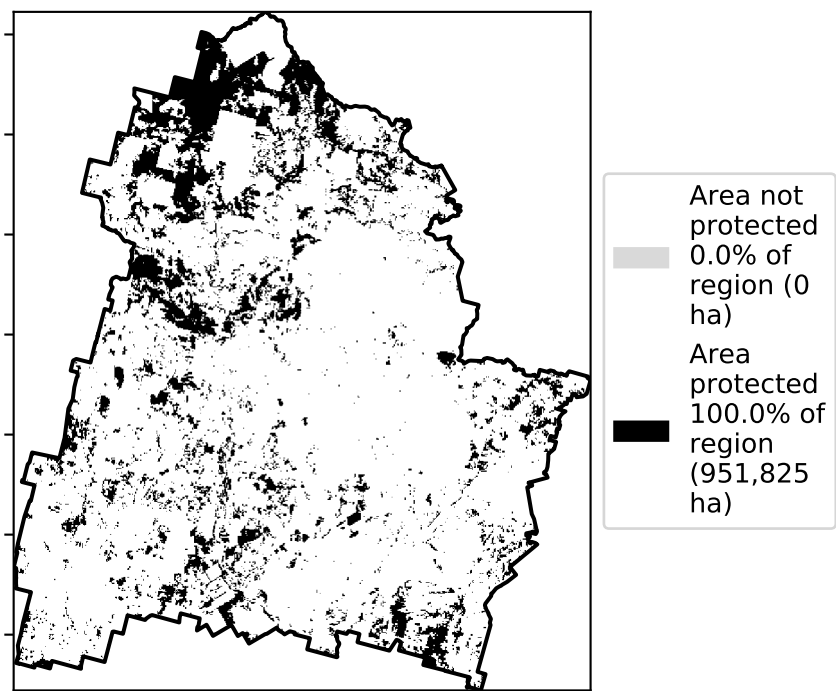 Area not
protected
0.0% of
region (0
ha)
Area
protected
100.0% of
region
(951,825
ha)